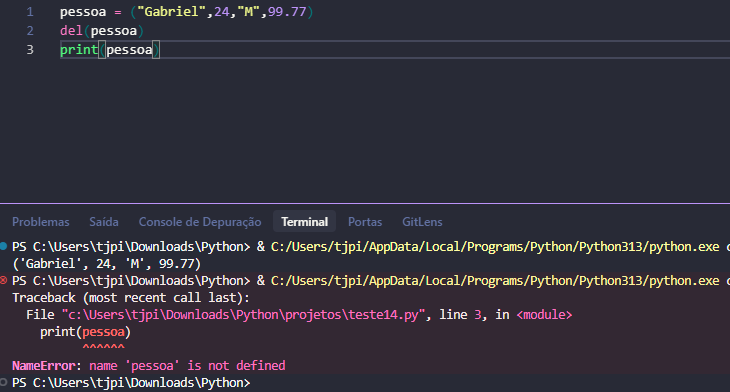 1 pessoa = ("Gabriel",24,"M",99.77)
2 del(pessoa)
3 print(pessoa)
Problemas Saída Console de Depuração Terminal Portas GitLens
PS C:\Users\tjpi\Downloads\Python> & C:/Users/tjpi/AppData/Local/Programs/Python/Python313/python.exe
('Gabriel', 24, 'M', 99.77)
PS C:\Users\tjpi\Downloads\Python> & C:/Users/tjpi/AppData/Local/Programs/Python/Python313/python.exe
Traceback (most recent call last):
  File "c:\Users\tjpi\Downloads\Python\projetos\teste14.py", line 3, in <module>
    print(pessoa)
          ^^^^^^
NameError: name 'pessoa' is not defined
PS C:\Users\tjpi\Downloads\Python>